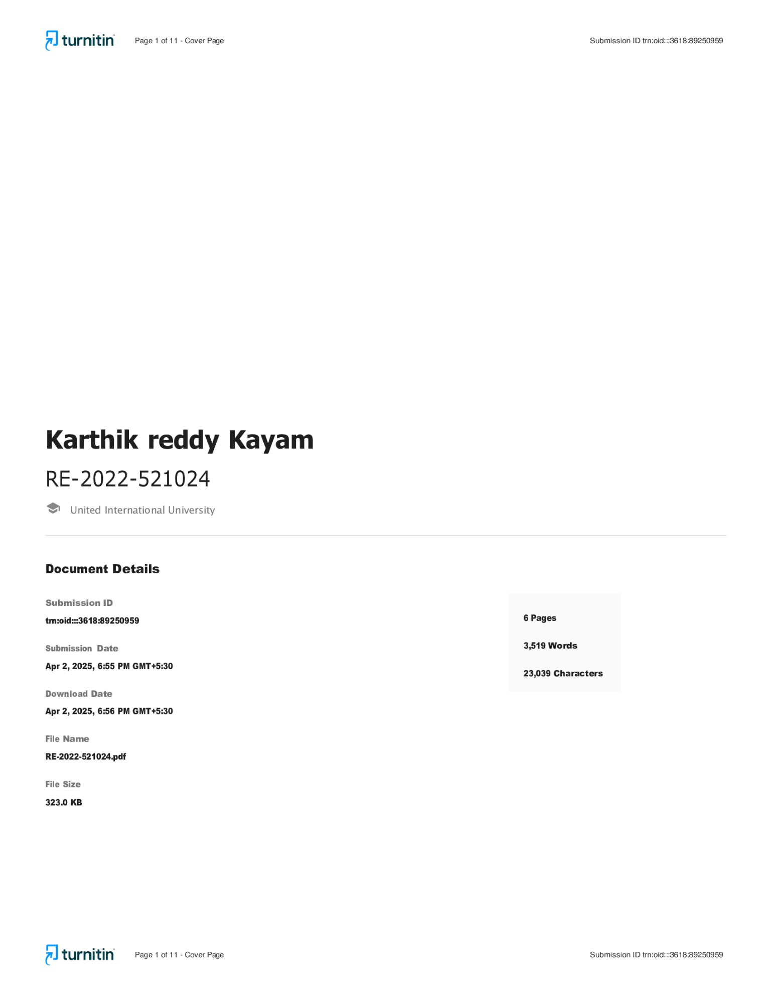 turnitin™ Page 1 of 11 - Cover Page Submission ID trn:oid:::3618:89250959
Karthik reddy Kayam
RE-2022-521024
United International University
Document Details
Submission ID
trn:oid:::3618:89250959
Submission Date
Apr 2, 2025, 6:55 PM GMT+5:30
Download Date
Apr 2, 2025, 6:56 PM GMT+5:30
File Name
RE-2022-521024.pdf
File Size
323.0 KB
6 Pages
3,519 Words
23,039 Characters
turnitin™ Page 1 of 11 - Cover Page Submission ID trn:oid:::3618:89250959